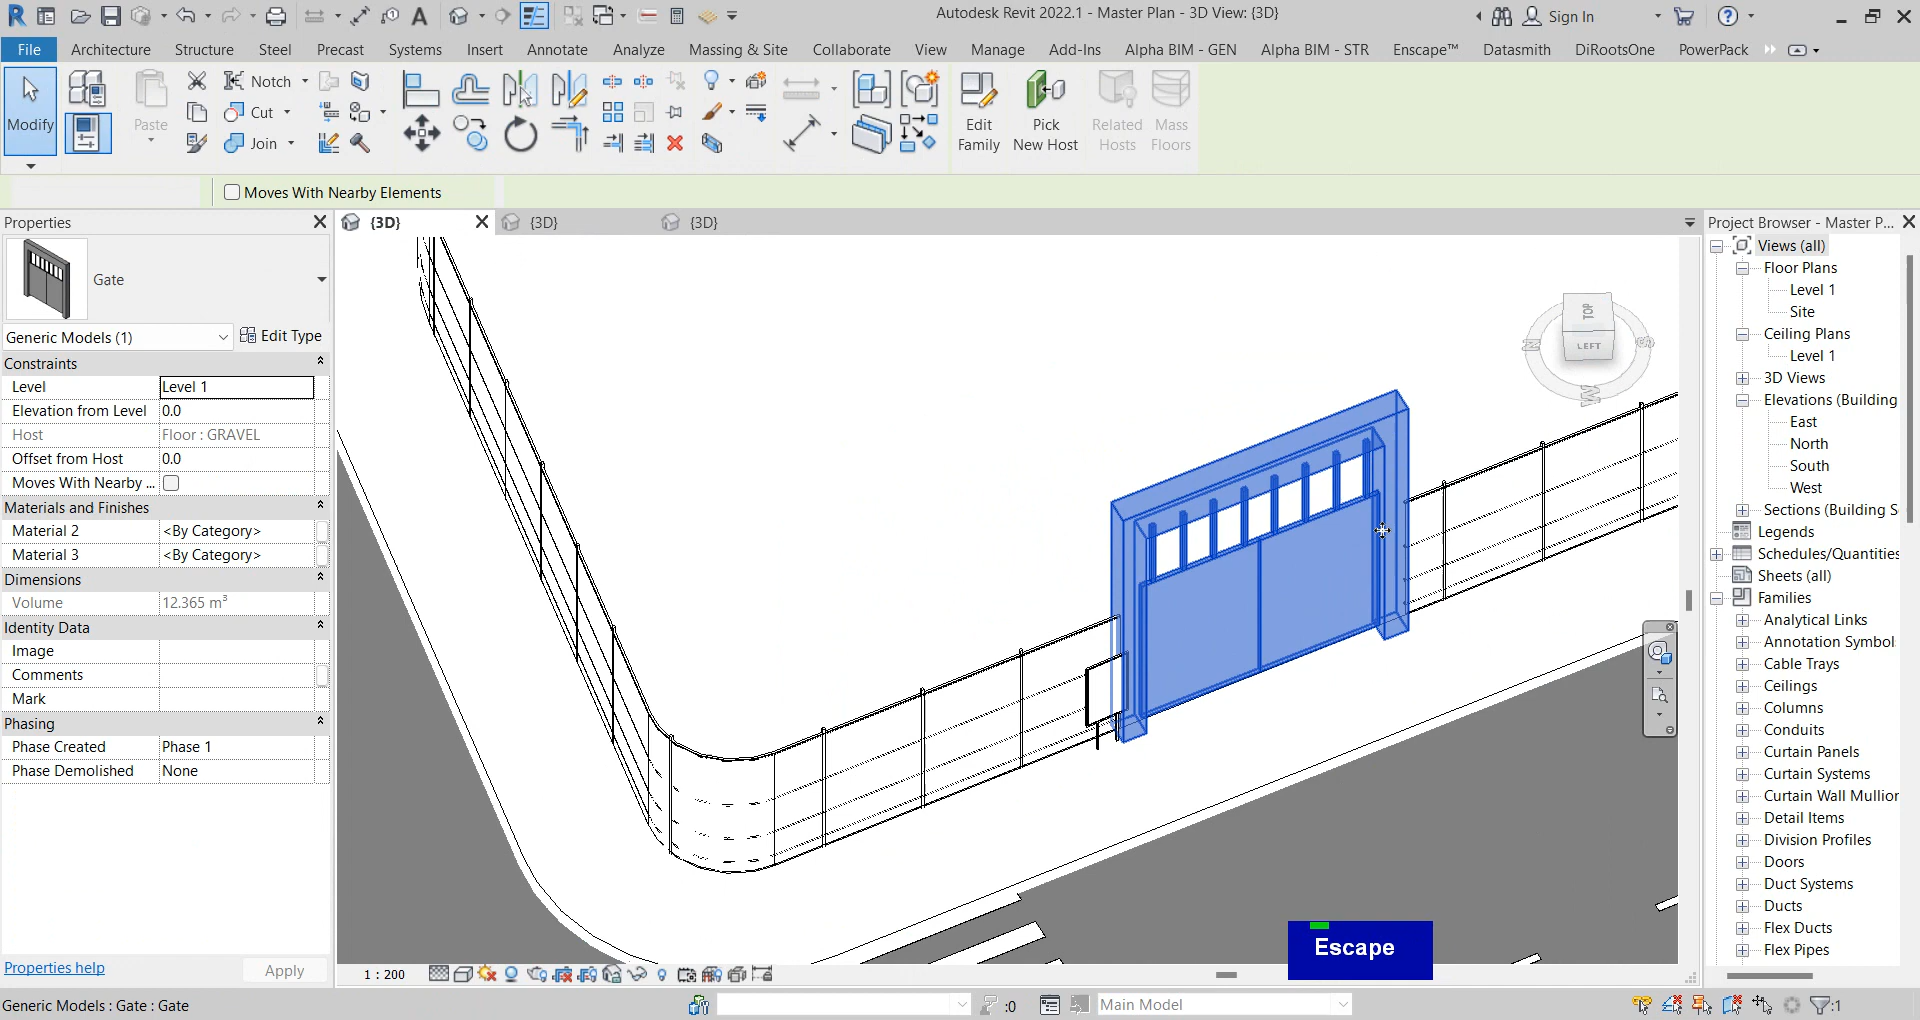 Autodesk Revit 2022.1 - Master Plan - 3D View: {3D}
Sign In
File Architecture Structure Steel Precast Systems Insert Annotate Analyze Massing & Site Collaborate View Manage Add-Ins Alpha BIM - GEN Alpha BIM - STR Enscape™ Datasmith DiRootsOne PowerPack
Modify
Paste
Notch
Cut
Join
Edit Family
Pick New Host
Related Hosts
Mass Floors
Moves With Nearby Elements
Properties
Gate
Generic Models (1)
Edit Type
Constraints
Level Level 1
Elevation from Level 0.0
Host Floor : GRAVEL
Offset from Host 0.0
Moves With Nearby ...
Materials and Finishes
Material 2 <By Category>
Material 3 <By Category>
Dimensions
Volume 12.365 m³
Identity Data
Image
Comments
Mark
Phasing
Phase Created Phase 1
Phase Demolished None
Properties help
Apply
{3D} {3D} {3D}
TOP
LEFT
N
S
W
Escape
1 : 200
Project Browser - Master P...
Views (all)
Floor Plans
Level 1
Site
Ceiling Plans
Level 1
3D Views
Elevations (Building
East
North
South
West
Sections (Building S
Legends
Schedules/Quantities
Sheets (all)
Families
Analytical Links
Annotation Symbol
Cable Trays
Ceilings
Columns
Conduits
Curtain Panels
Curtain Systems
Curtain Wall Mullion
Detail Items
Division Profiles
Doors
Duct Systems
Ducts
Flex Ducts
Flex Pipes
Generic Models : Gate : Gate
:0
Main Model
:1